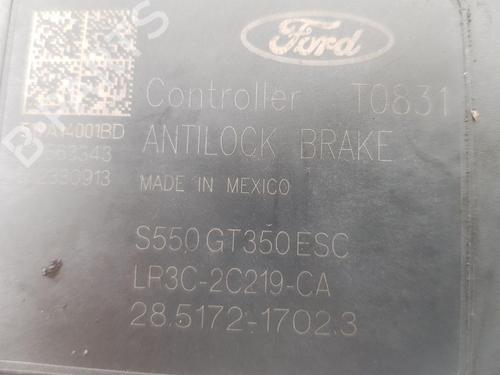 Ford
Controller T0831
ANTILOCK BRAKE
MADE IN MEXICO
S550 GT350 ESC
LR3C-2C219-CA
28.5172-1702.3